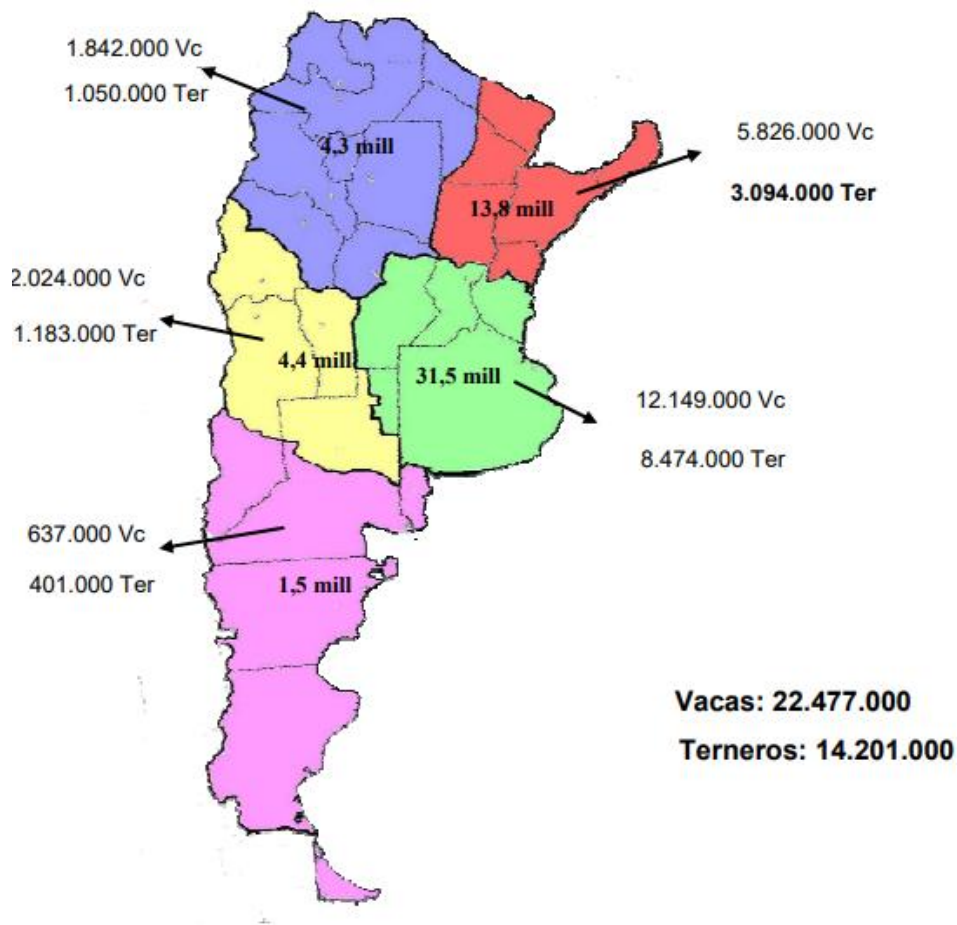 1.842.000 Vc
1.050.000 Ter
4,3 mill
5.826.000 Vc
3.094.000 Ter
13,8 mill
2.024.000 Vc
1.183.000 Ter
4,4 mill
31,5 mill
12.149.000 Vc
8.474.000 Ter
637.000 Vc
401.000 Ter
1,5 mill
Vacas: 22.477.000
Terneros: 14.201.000